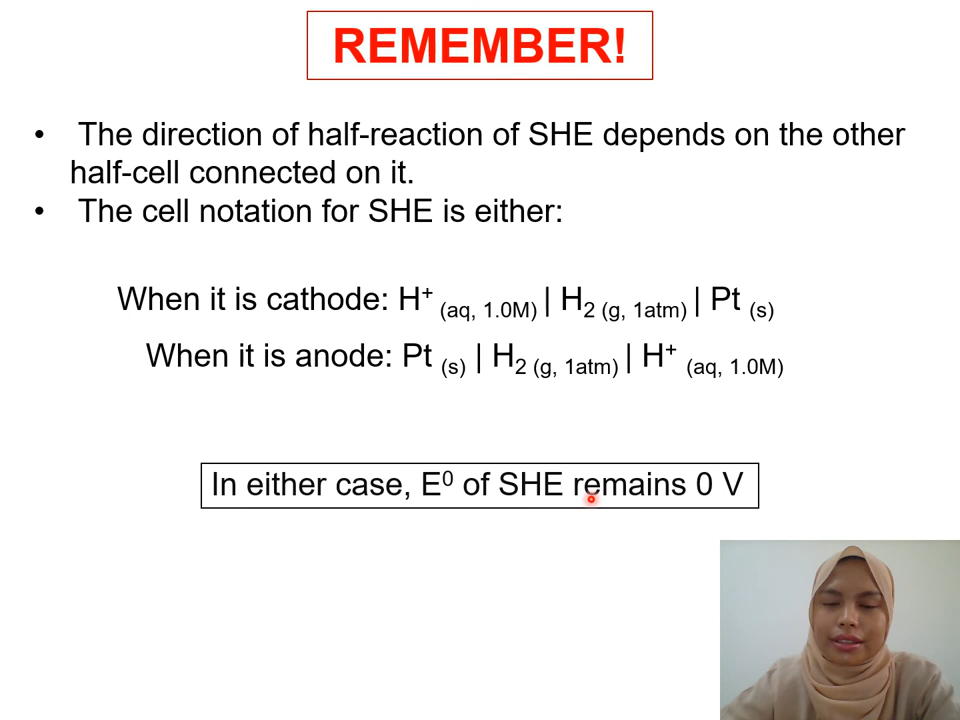 REMEMBER!
• The direction of half-reaction of SHE depends on the other
half-cell connected on it.
• The cell notation for SHE is either:
When it is cathode: H⁺ (aq, 1.0M) | H₂ (g, 1atm) | Pt (s)
When it is anode: Pt (s) | H₂ (g, 1atm) | H⁺ (aq, 1.0M)
In either case, E⁰ of SHE remains 0 V